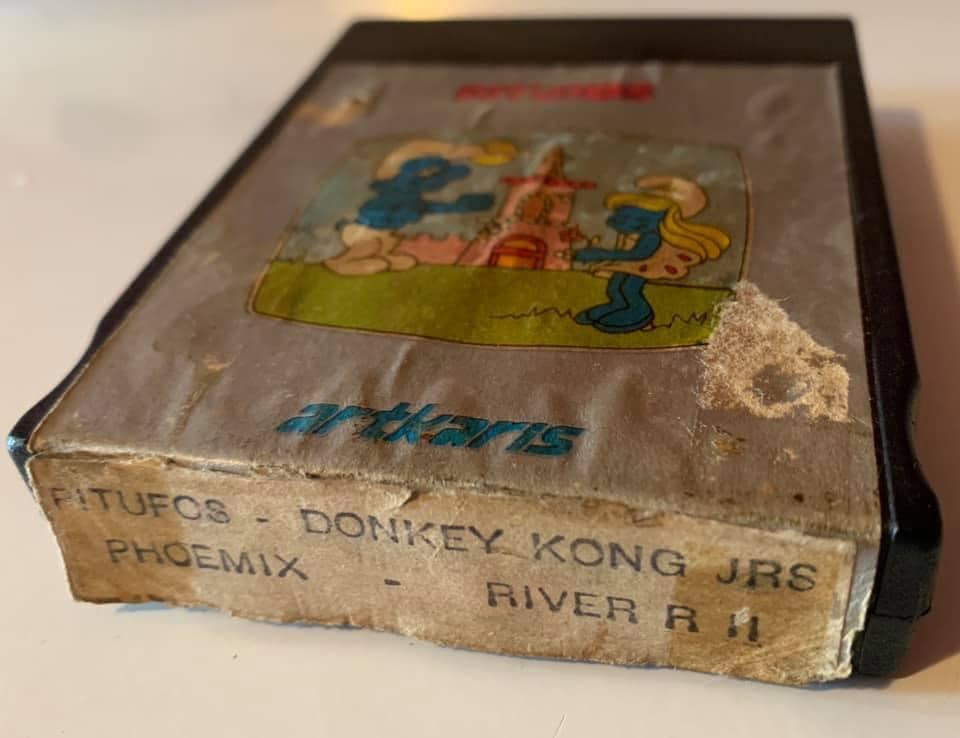 artkaris
PITUFOS - DONKEY KONG JRS
PHOEMIX - RIVER R II